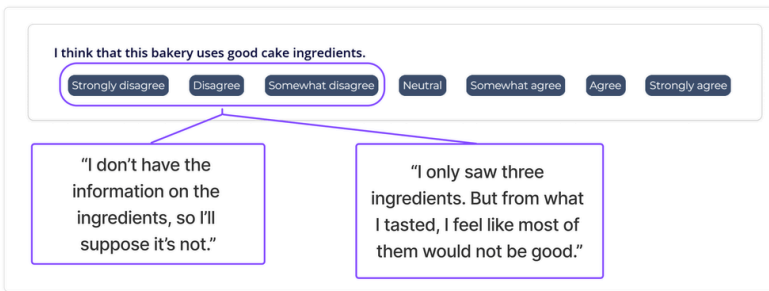 I think that this bakery uses good cake ingredients.
Strongly disagree Disagree Somewhat disagree Neutral Somewhat agree Agree Strongly agree
“I don’t have the
information on the
ingredients, so I’ll
suppose it’s not.”
“I only saw three
ingredients. But from what
I tasted, I feel like most of
them would not be good.”